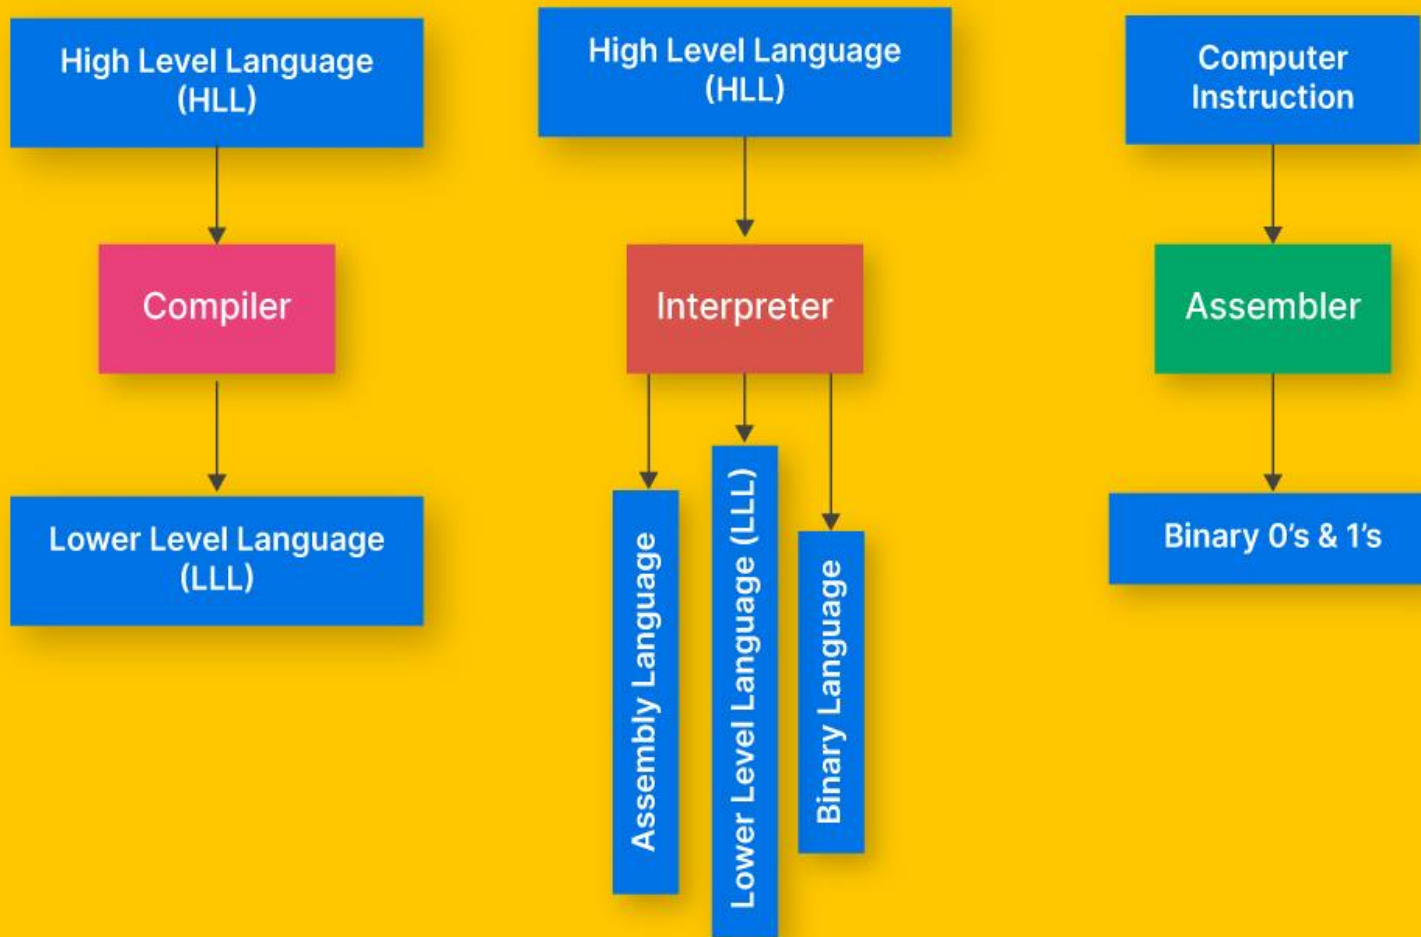 High Level Language
(HLL)
Compiler
Lower Level Language
(LLL)
High Level Language
(HLL)
Interpreter
Assembly Language
Lower Level Language (LLL)
Binary Language
Computer
Instruction
Assembler
Binary 0’s & 1’s